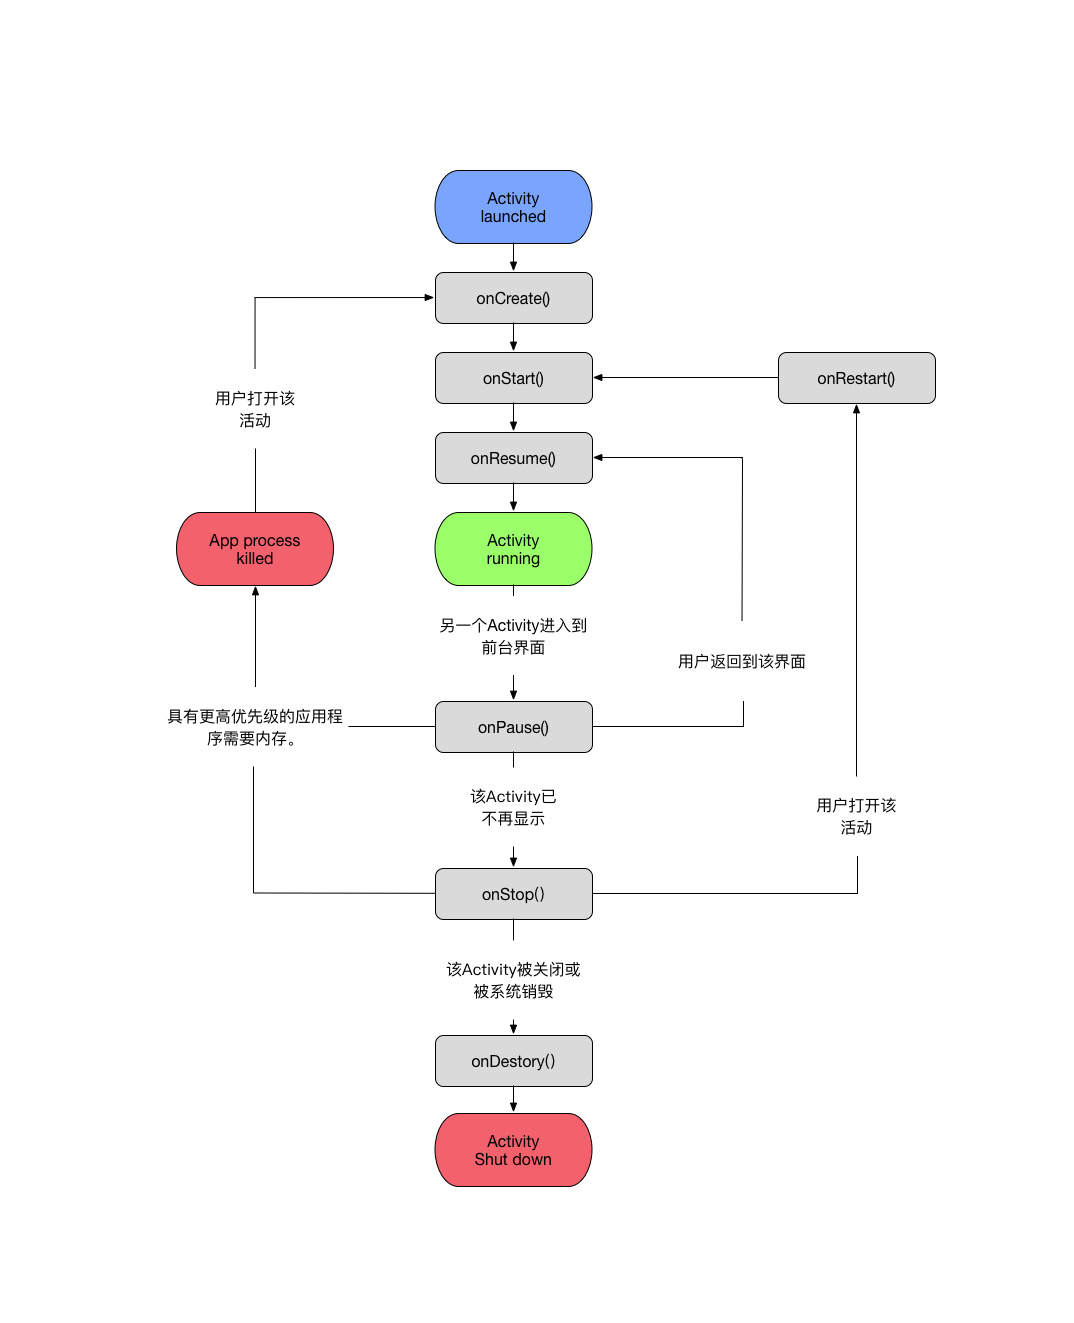 Activity
launched
onCreate()
onStart()
onRestart()
用户打开该
活动
onResume()
App process
killed
Activity
running
另一个Activity进入到
前台界面
用户返回到该界面
具有更高优先级的应用程
序需要内存。
onPause()
该Activity已
不再显示
用户打开该
活动
onStop()
该Activity被关闭或
被系统销毁
onDestory()
Activity
Shut down